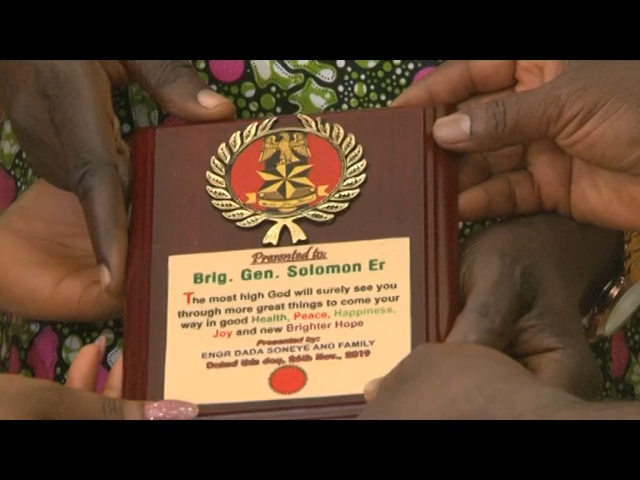 Presented to:
Brig. Gen. Solomon Er
The most high God will surely see you
through more great things to come your
way in good Health, Peace, Happiness,
Joy and new Brighter Hope
Presented by:
ENGR DADA SONEYE AND FAMILY
Dated this day, 26th Nov., 2019